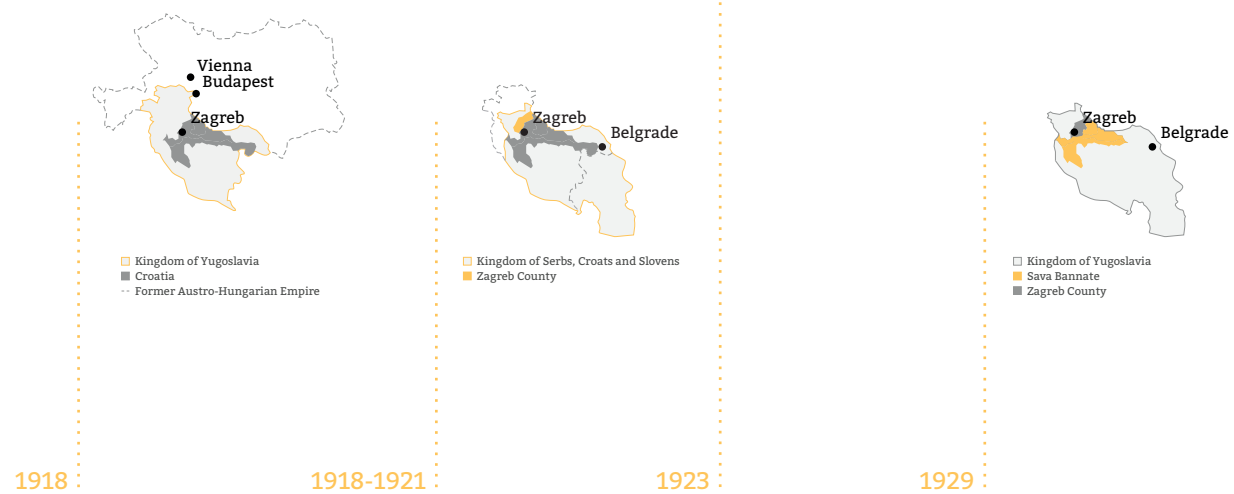 Vienna
Budapest
Zagreb
Kingdom of Yugoslavia
Croatia
Former Austro-Hungarian Empire
Zagreb
Belgrade
Kingdom of Serbs, Croats and Slovens
Zagreb County
Zagreb
Belgrade
Kingdom of Yugoslavia
Sava Bannate
Zagreb County
1918
1918-1921
1923
1929